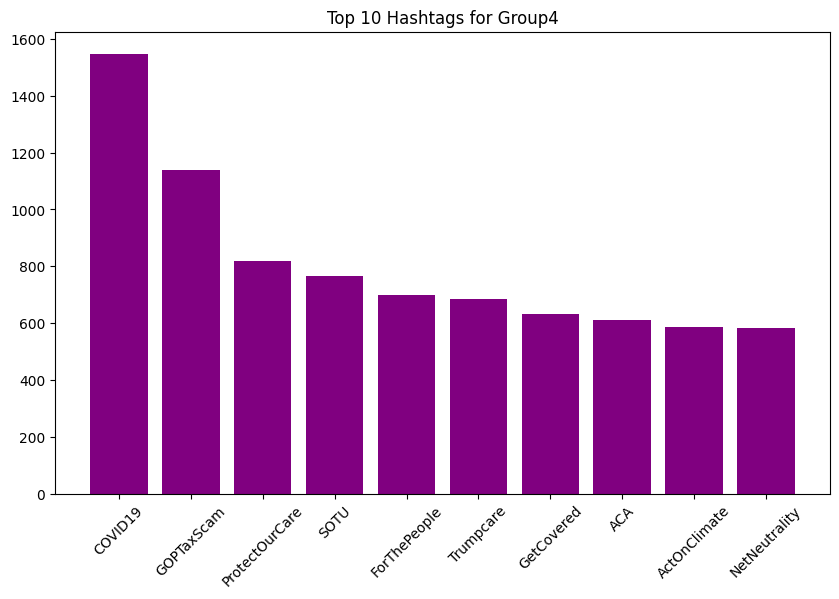 Top 10 Hashtags for Group4
1600
1400
1200
1000
800
600
400
200
0
COVID19
GOPTaxScam
ProtectOurCare
SOTU
ForThePeople
Trumpcare
GetCovered
ACA
ActOnClimate
NetNeutrality